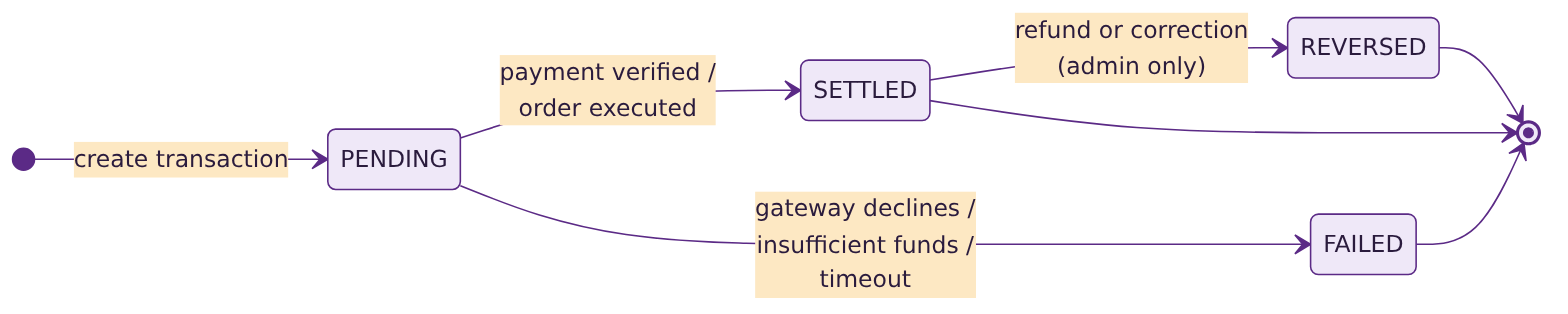 create transaction
PENDING
payment verified /
order executed
SETTLED
refund or correction
(admin only)
REVERSED
gateway declines /
insufficient funds /
timeout
FAILED